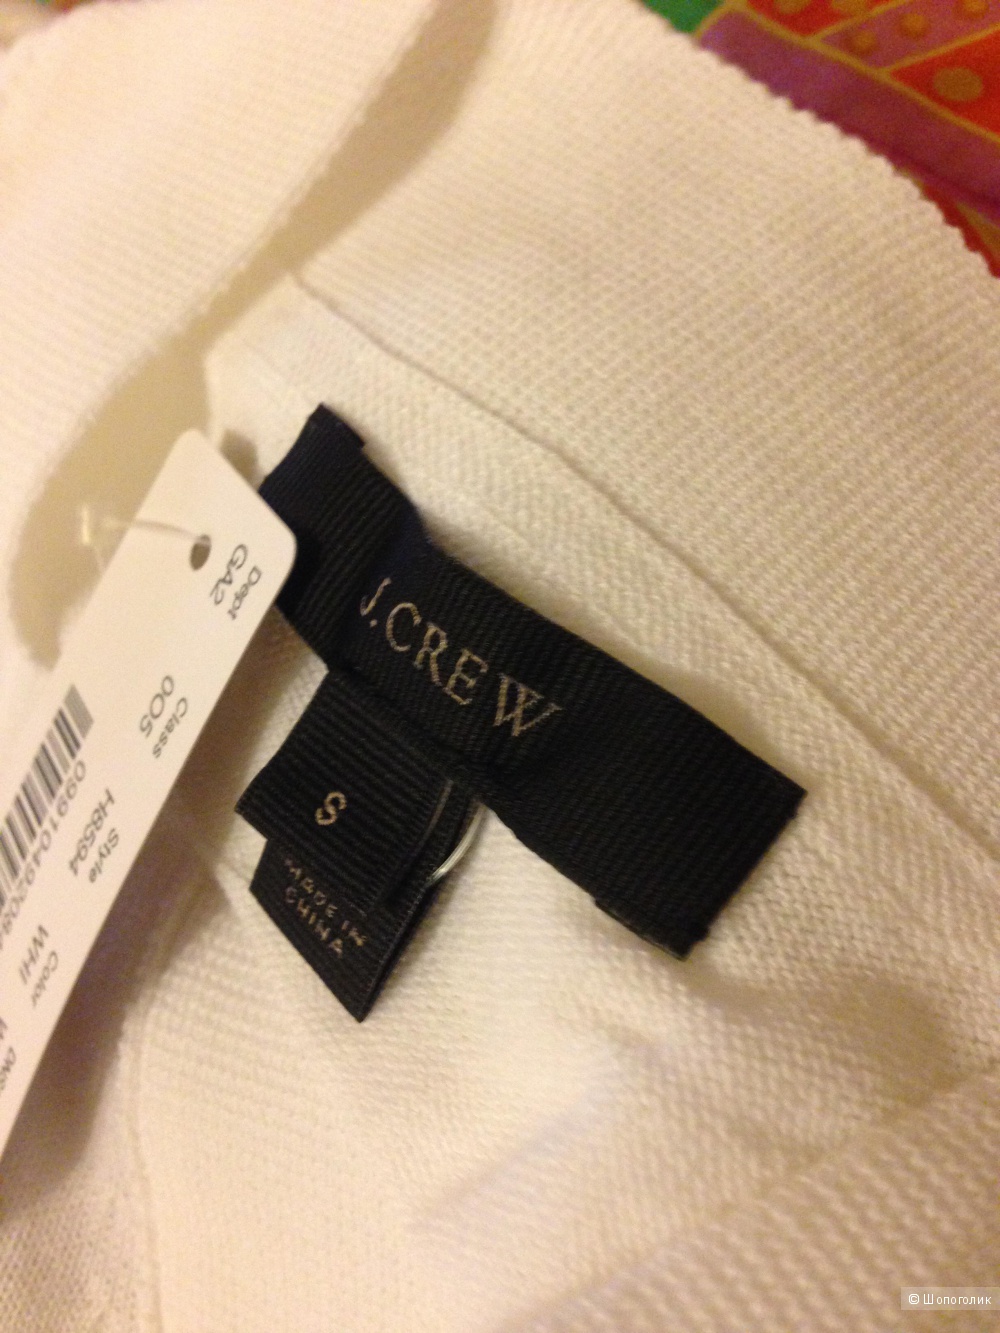 J.CREW
S
MADE IN
CHINA
Dept
GA2
Class
005
Style
H8594
Color
WHI
© Шопоголик